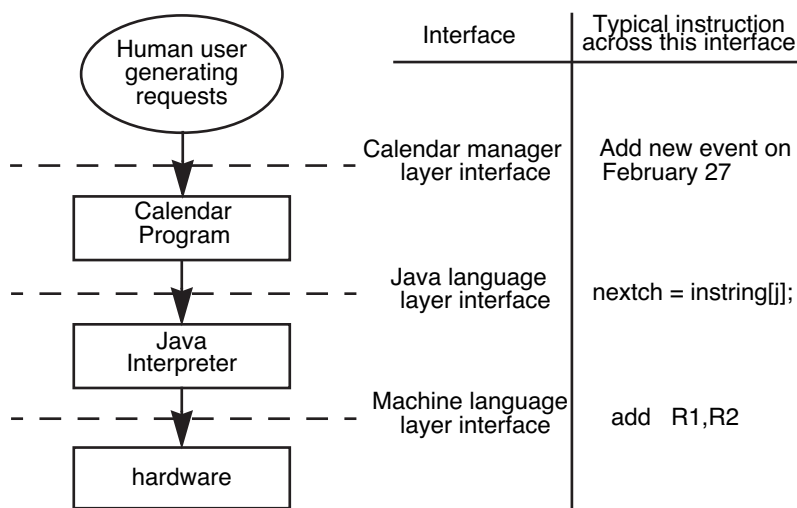 Human user
generating
requests
Interface
Typical instruction
across this interface
Calendar manager
layer interface
Add new event on
February 27
Calendar
Program
Java language
layer interface
nextch = instring[j];
Java
Interpreter
Machine language
layer interface
add R1,R2
hardware